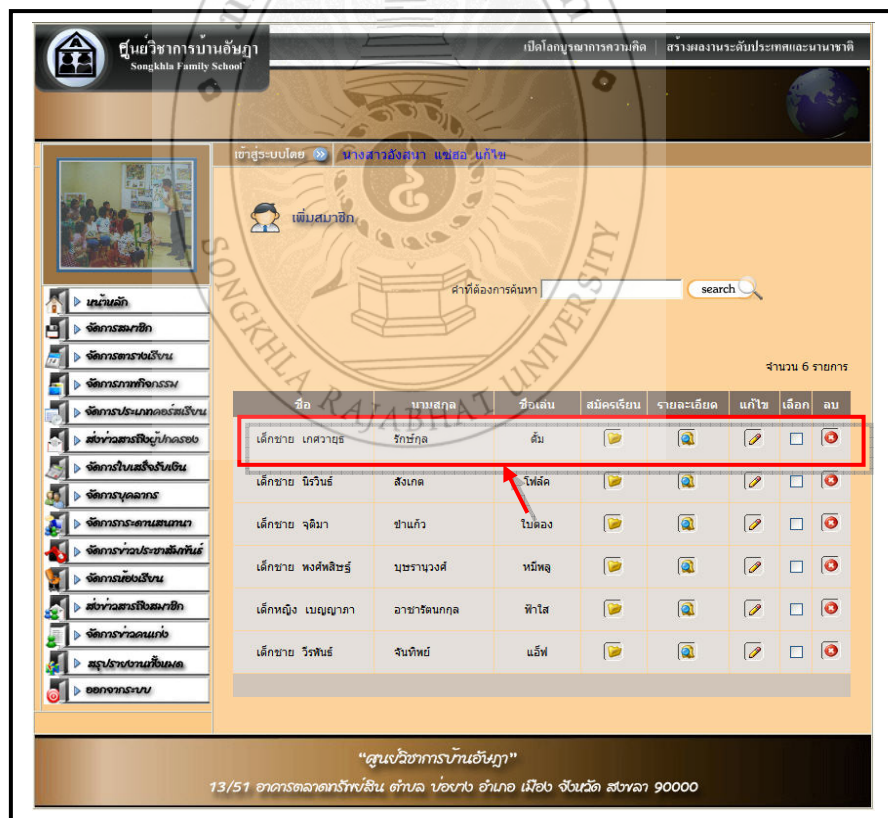 ศูนย์วิชาการบ้านอัษฎา
Songkhla Family School
เปิดโลกบูรณาการความคิด | สร้างผลงานระดับประเทศและนานาชาติ
เข้าสู่ระบบโดย นางสาวอังสนา แซ่ฮอ แก้ไข
เพิ่มสมาชิก
คำที่ต้องการค้นหา search
จำนวน 6 รายการ
หน้าหลัก
จัดการสมาชิก
จัดการตารางเรียน
จัดการภาพกิจกรรม
จัดการประเภทคอร์สเรียน
ส่งข่าวสารถึงผู้ปกครอง
จัดการใบเสร็จรับเงิน
จัดการบุคลากร
จัดการกระดานสนทนา
จัดการข่าวประชาสัมพันธ์
จัดการห้องเรียน
ส่งข่าวสารถึงสมาชิก
จัดการข่าวคนเก่ง
สรุปรายงานทั้งหมด
ออกจากระบบ
ชื่อ นามสกุล ชื่อเล่น สมัครเรียน รายละเอียด แก้ไข เลือก ลบ
เด็กชาย เกศวายุธ รักษ์กุล ตั้ม
เด็กชาย นิรวินธ์ สังเกต โฟล์ค
เด็กชาย จุติมา ชำแก้ว ใบตอง
เด็กชาย พงศ์พสิษฐ์ บุษรานุวงศ์ หมีพลู
เด็กหญิง เบญญาภา อาชารัตนกกุล ฟ้าใส
เด็กชาย วีรพันธ์ จันทิพย์ แอ็ฟ
SONGKHLA RAJABHAT UNIVERSITY
“ศูนย์วิชาการบ้านอัษฎา”
13/51 อาคารตลาดทรัพย์สิน ตำบล บ่อยาง อำเภอ เมือง จังหวัด สงขลา 90000